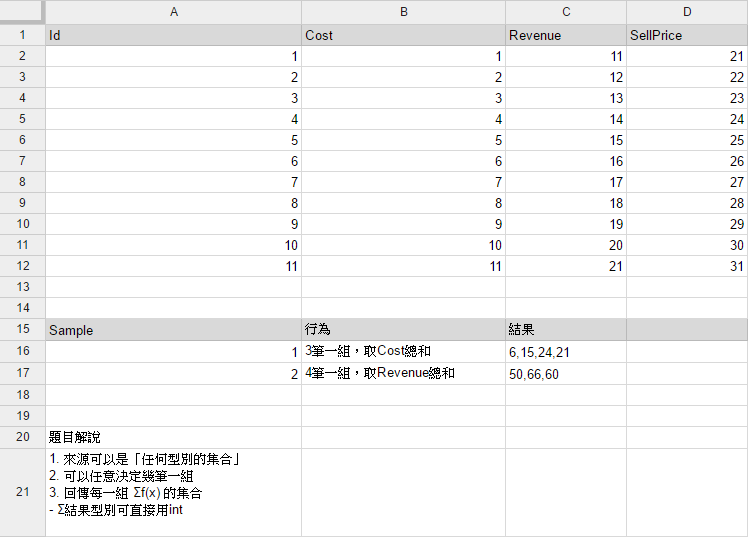 A B C D
1 Id Cost Revenue SellPrice
2 1 1 11 21
3 2 2 12 22
4 3 3 13 23
5 4 4 14 24
6 5 5 15 25
7 6 6 16 26
8 7 7 17 27
9 8 8 18 28
10 9 9 19 29
11 10 10 20 30
12 11 11 21 31
13
14
15 Sample 行為 結果
16 1 3筆一組，取Cost總和 6,15,24,21
17 2 4筆一組，取Revenue總和 50,66,60
18
19
20 題目解說
21 1. 來源可以是「任何型別的集合」
2. 可以任意決定幾筆一組
3. 回傳每一組 Σf(x) 的集合
- Σ結果型別可直接用int